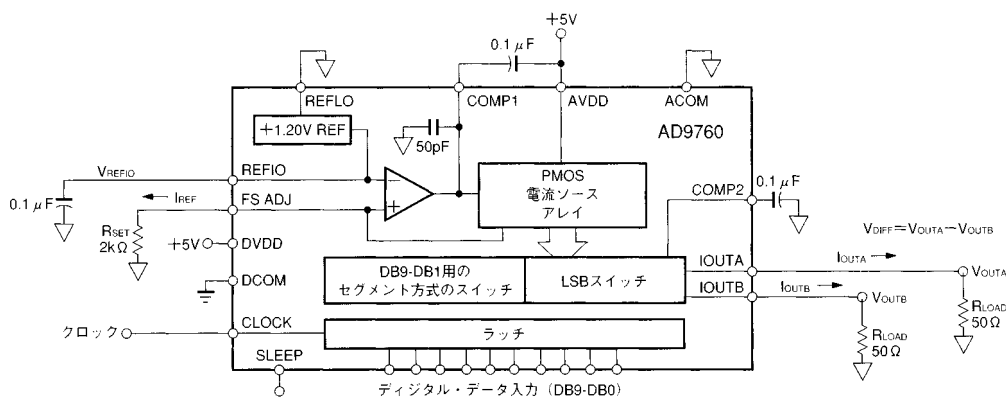 +5V
0.1μF
REFLO
COMP1
AVDD
ACOM
AD9760
+1.20V REF
50pF
VREFIO
REFIO
0.1μF
IREF
FS ADJ
RSET
2kΩ
+5V
DVDD
DCOM
PMOS
電流ソース
アレイ
COMP2
0.1μF
VDIFF=VOUTA-VOUTB
DB9-DB1用の
セグメント方式のスイッチ
LSBスイッチ
IOUTA
IOUTA
VOUTA
IOUTB
IOUTB
VOUTB
RLOAD
50Ω
RLOAD
50Ω
クロック
CLOCK
ラッチ
SLEEP
ディジタル・データ入力(DB9-DB0)